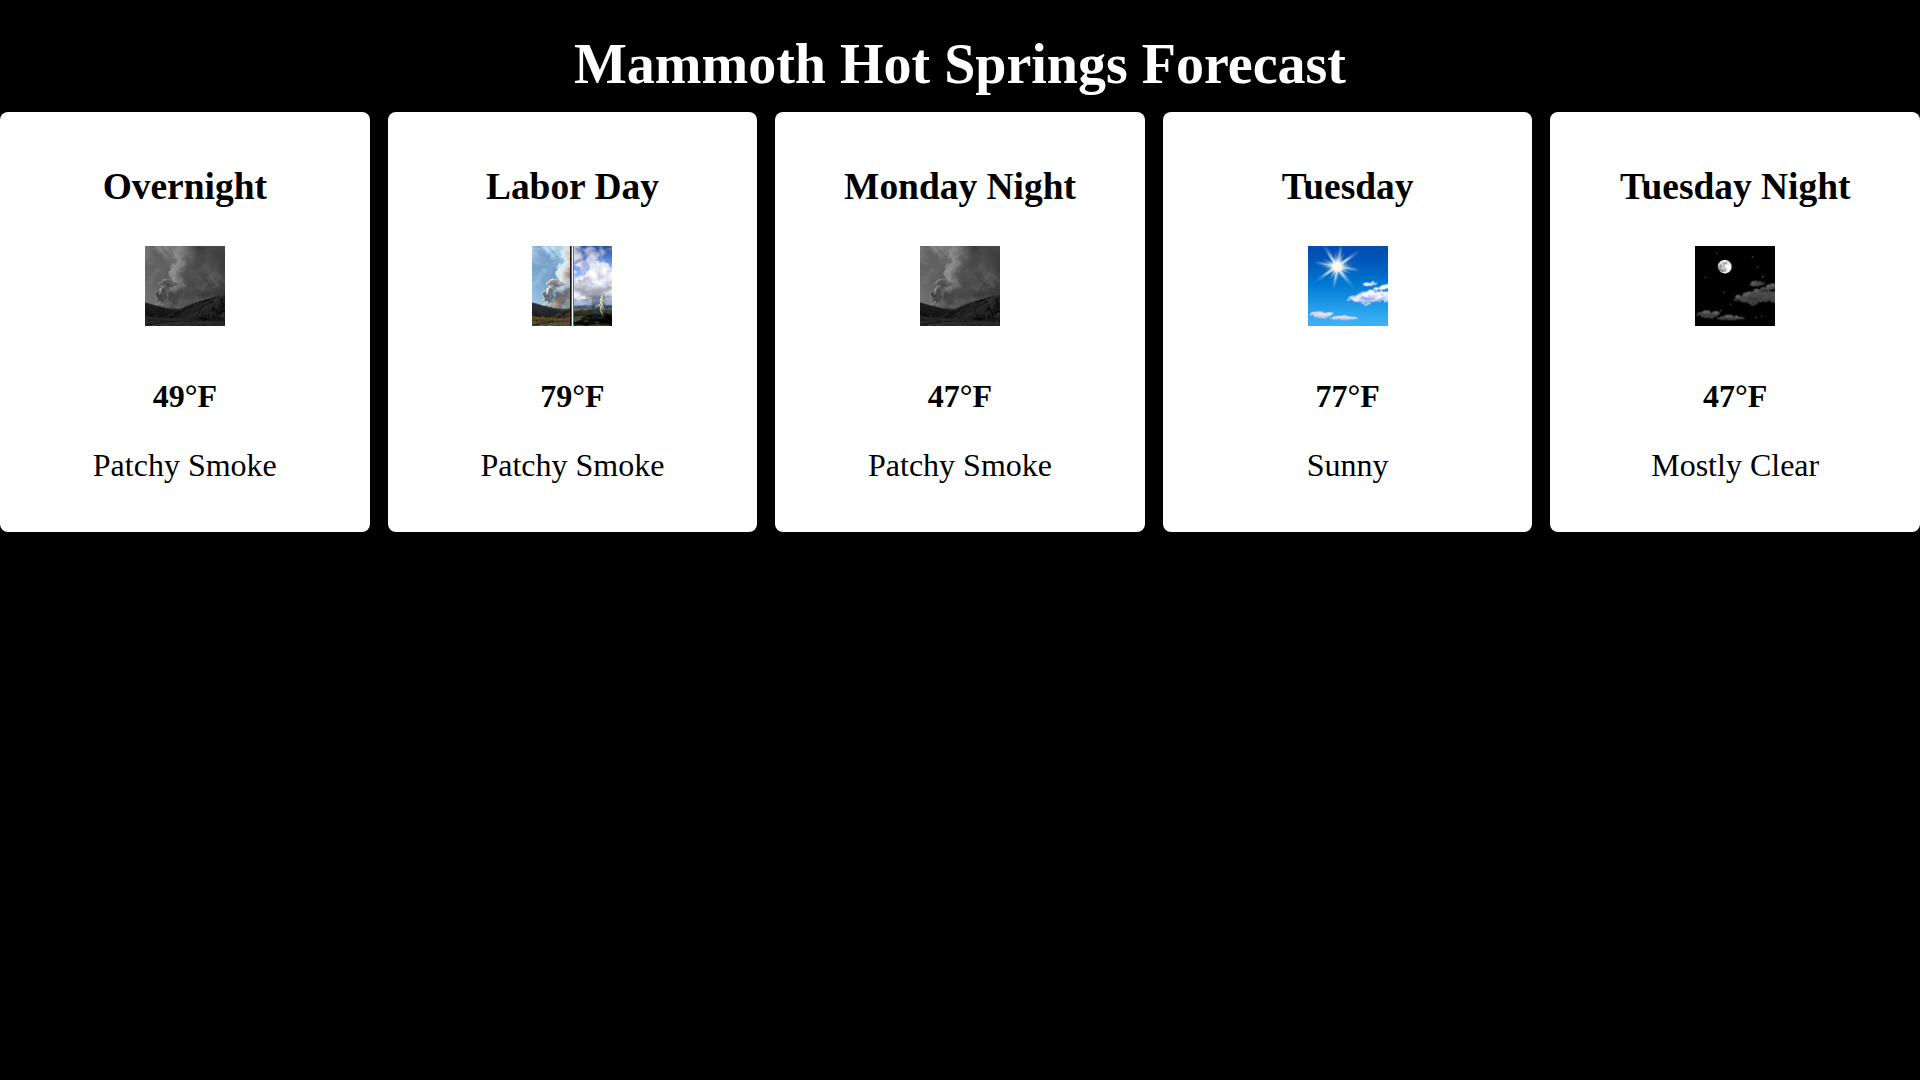 Mammoth Hot Springs Forecast
Overnight
49°F
Patchy Smoke
Labor Day
79°F
Patchy Smoke
Monday Night
47°F
Patchy Smoke
Tuesday
77°F
Sunny
Tuesday Night
47°F
Mostly Clear